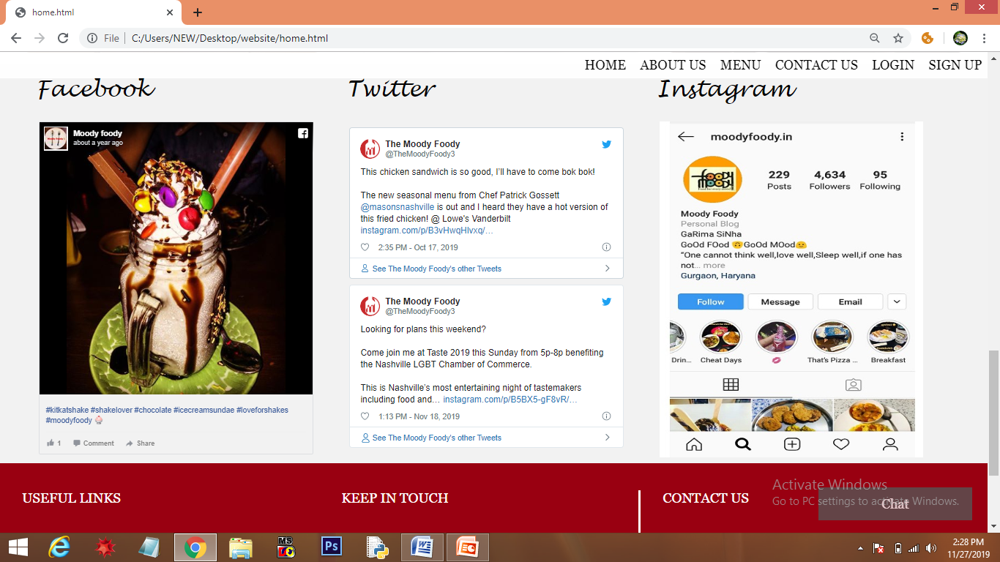 home.html
File
C:/Users/NEW/Desktop/website/home.html
HOME ABOUT US MENU CONTACT US LOGIN SIGN UP
Facebook
Moody foody
about a year ago
#kitkatshake #shakelover #chocolate #icecreamsundae #loveforshakes
#moodyfoody
1 Comment Share
Twitter
The Moody Foody
@TheMoodyFoody3
This chicken sandwich is so good, I'll have to come bok bok!
The new seasonal menu from Chef Patrick Gossett
@masonsnashville is out and I heard they have a hot version of
this fried chicken! @ Lowe's Vanderbilt
instagram.com/p/B3vHwqHlvxq/…
2:35 PM - Oct 17, 2019
See The Moody Foody's other Tweets
The Moody Foody
@TheMoodyFoody3
Looking for plans this weekend?
Come join me at Taste 2019 this Sunday from 5p-8p benefiting
the Nashville LGBT Chamber of Commerce.
This is Nashville's most entertaining night of tastemakers
including food and… instagram.com/p/B5BX5-gF8vR/…
1:13 PM - Nov 18, 2019
See The Moody Foody's other Tweets
Instagram
moodyfoody.in
foody
moody
229 4,634 95
Posts Followers Following
Moody Foody
Personal Blog
GaRima SiNha
GoOd FOod 🙃GoOd MOod🙂
“One cannot think well,love well,Sleep well,if one has
not... more
Gurgaon, Haryana
Follow Message Email
Drin... Cheat Days 💋 That's Pizza ... Breakfast
USEFUL LINKS
KEEP IN TOUCH
CONTACT US
Activate Windows
Go to PC settings to activate Windows.
Chat
MS
Ps
2:28 PM
11/27/2019